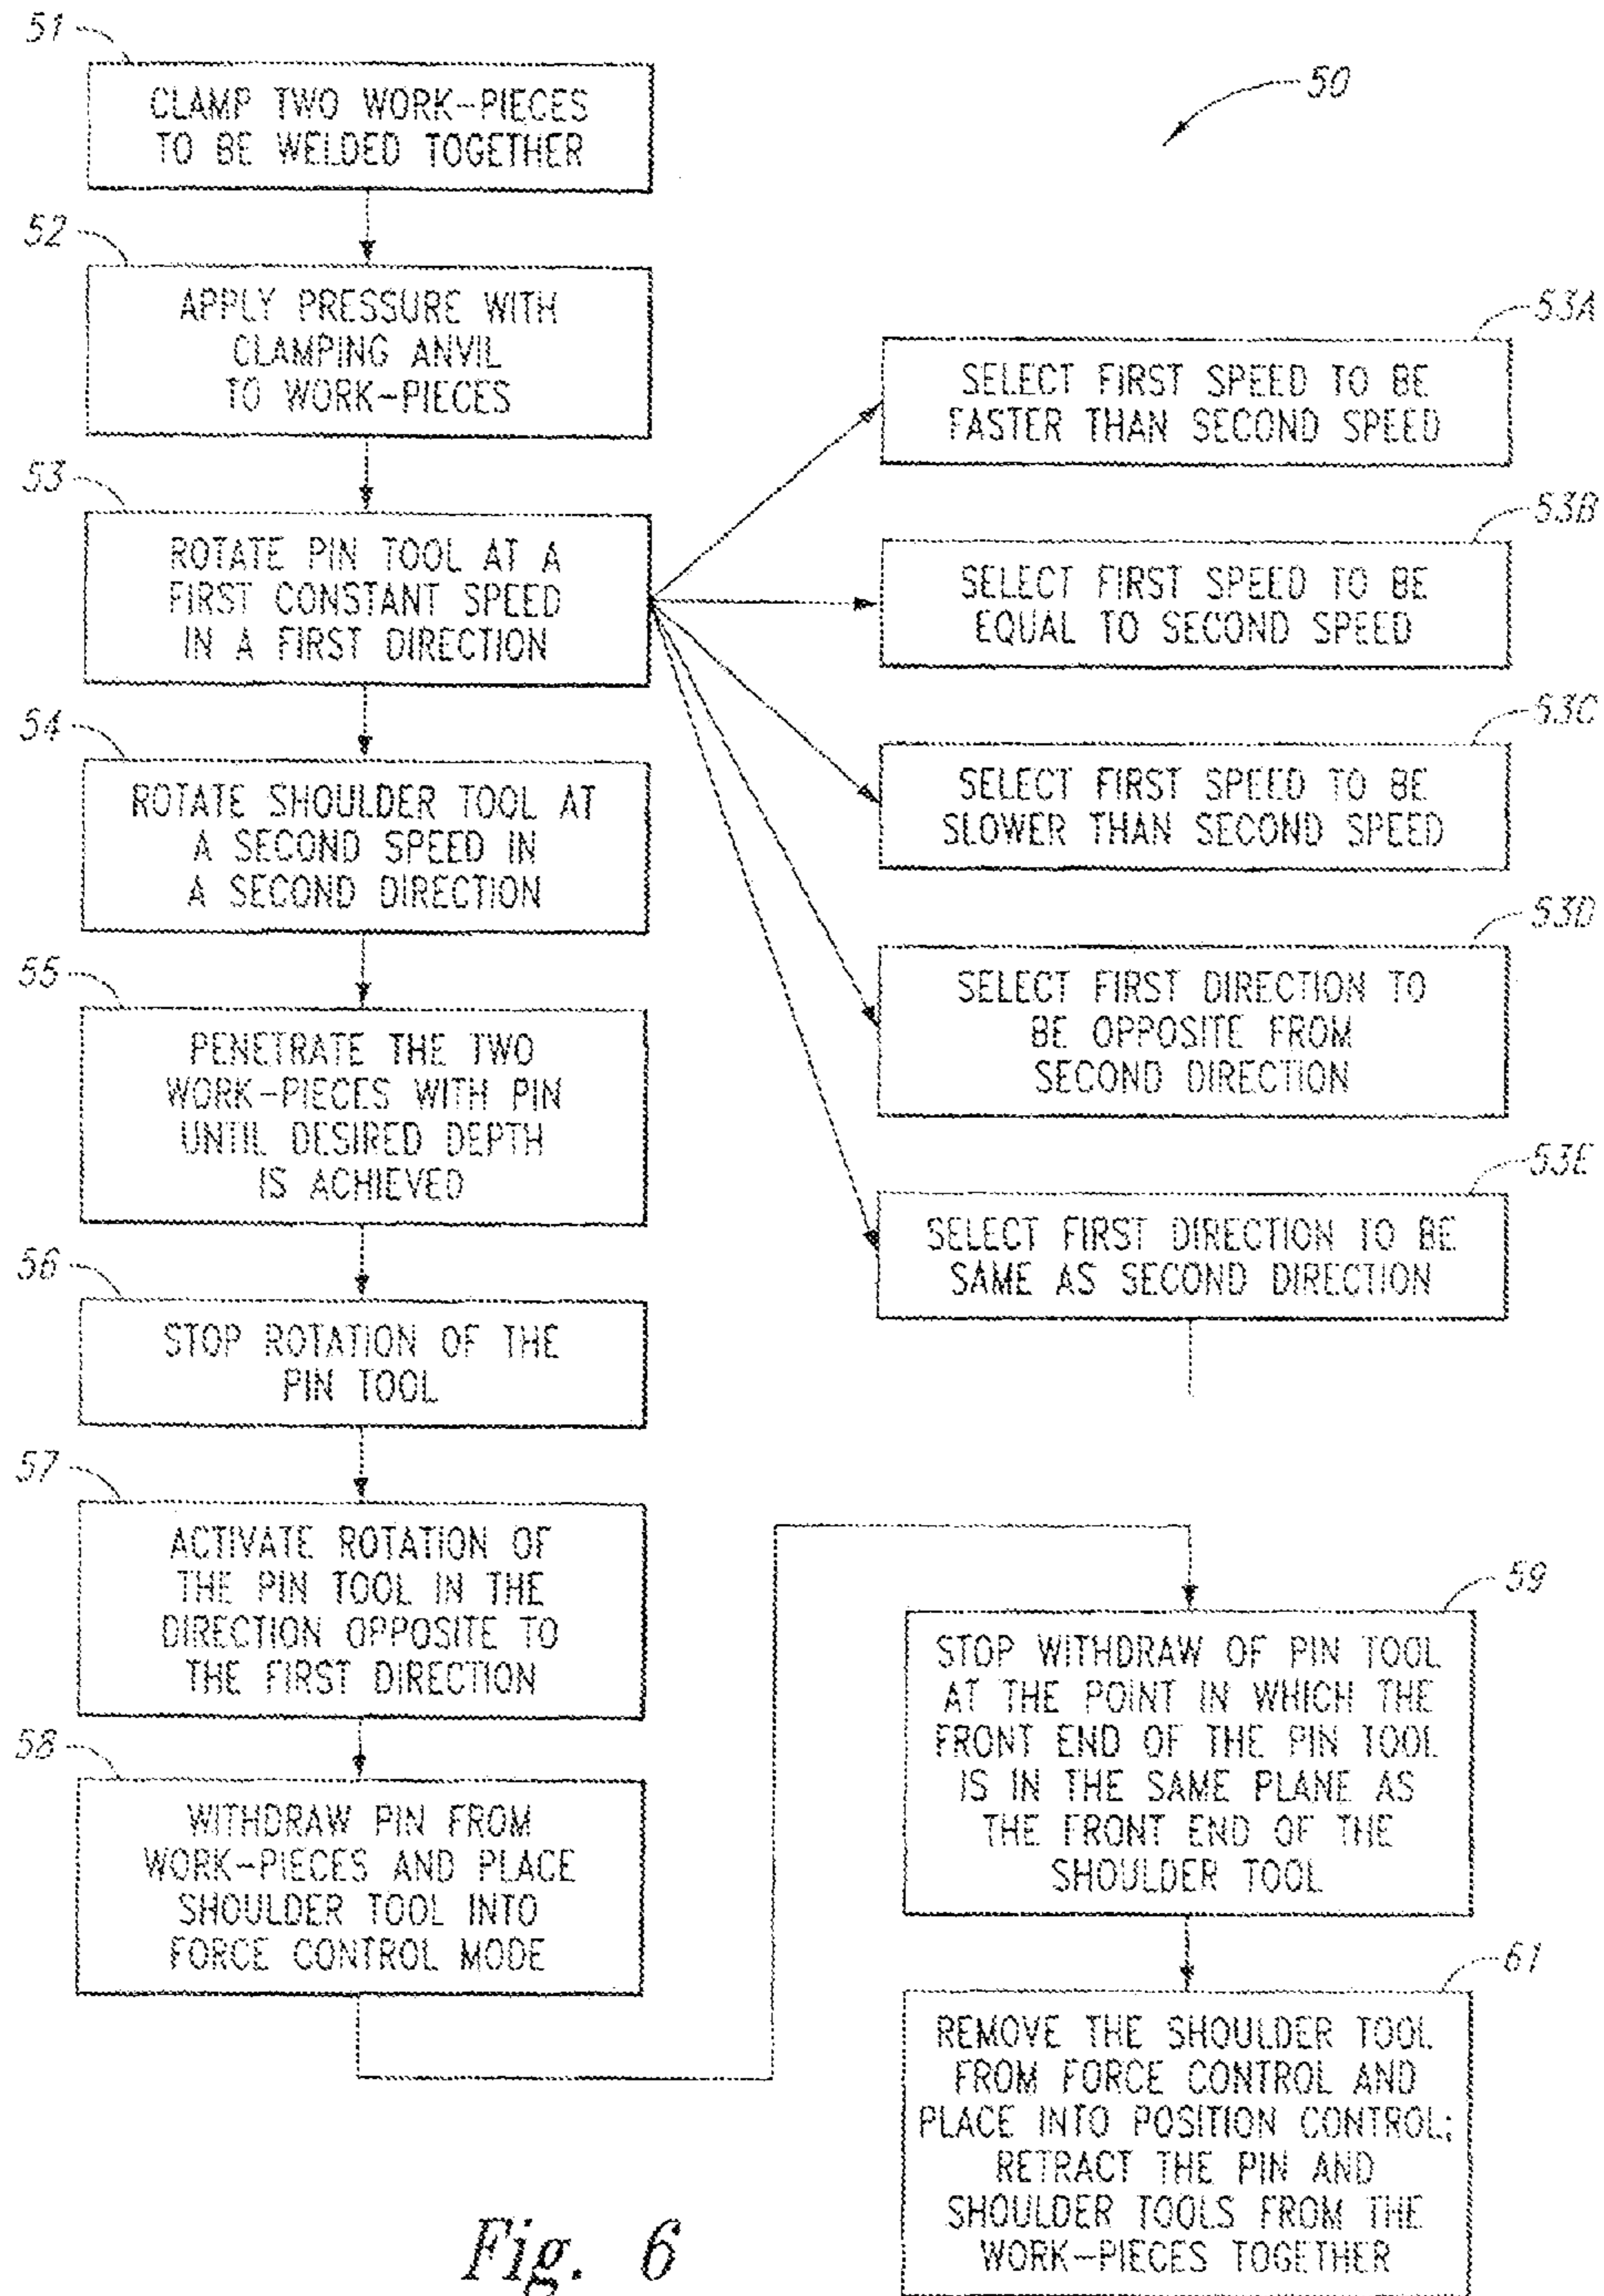 51
CLAMP TWO WORK-PIECES
TO BE WELDED TOGETHER
50
52
APPLY PRESSURE WITH
CLAMPING ANVIL
TO WORK-PIECES
53
ROTATE PIN TOOL AT A
FIRST CONSTANT SPEED
IN A FIRST DIRECTION
53A
SELECT FIRST SPEED TO BE
FASTER THAN SECOND SPEED
53B
SELECT FIRST SPEED TO BE
EQUAL TO SECOND SPEED
53C
SELECT FIRST SPEED TO BE
SLOWER THAN SECOND SPEED
53D
SELECT FIRST DIRECTION TO
BE OPPOSITE FROM
SECOND DIRECTION
53E
SELECT FIRST DIRECTION TO BE
SAME AS SECOND DIRECTION
54
ROTATE SHOULDER TOOL AT
A SECOND SPEED IN
A SECOND DIRECTION
55
PENETRATE THE TWO
WORK-PIECES WITH PIN
UNTIL DESIRED DEPTH
IS ACHIEVED
56
STOP ROTATION OF THE
PIN TOOL
57
ACTIVATE ROTATION OF
THE PIN TOOL IN THE
DIRECTION OPPOSITE TO
THE FIRST DIRECTION
58
WITHDRAW PIN FROM
WORK-PIECES AND PLACE
SHOULDER TOOL INTO
FORCE CONTROL MODE
59
STOP WITHDRAW OF PIN TOOL
AT THE POINT IN WHICH THE
FRONT END OF THE PIN TOOL
IS IN THE SAME PLANE AS
THE FRONT END OF THE
SHOULDER TOOL
61
REMOVE THE SHOULDER TOOL
FROM FORCE CONTROL AND
PLACE INTO POSITION CONTROL;
RETRACT THE PIN AND
SHOULDER TOOLS FROM THE
WORK-PIECES TOGETHER
Fig. 6